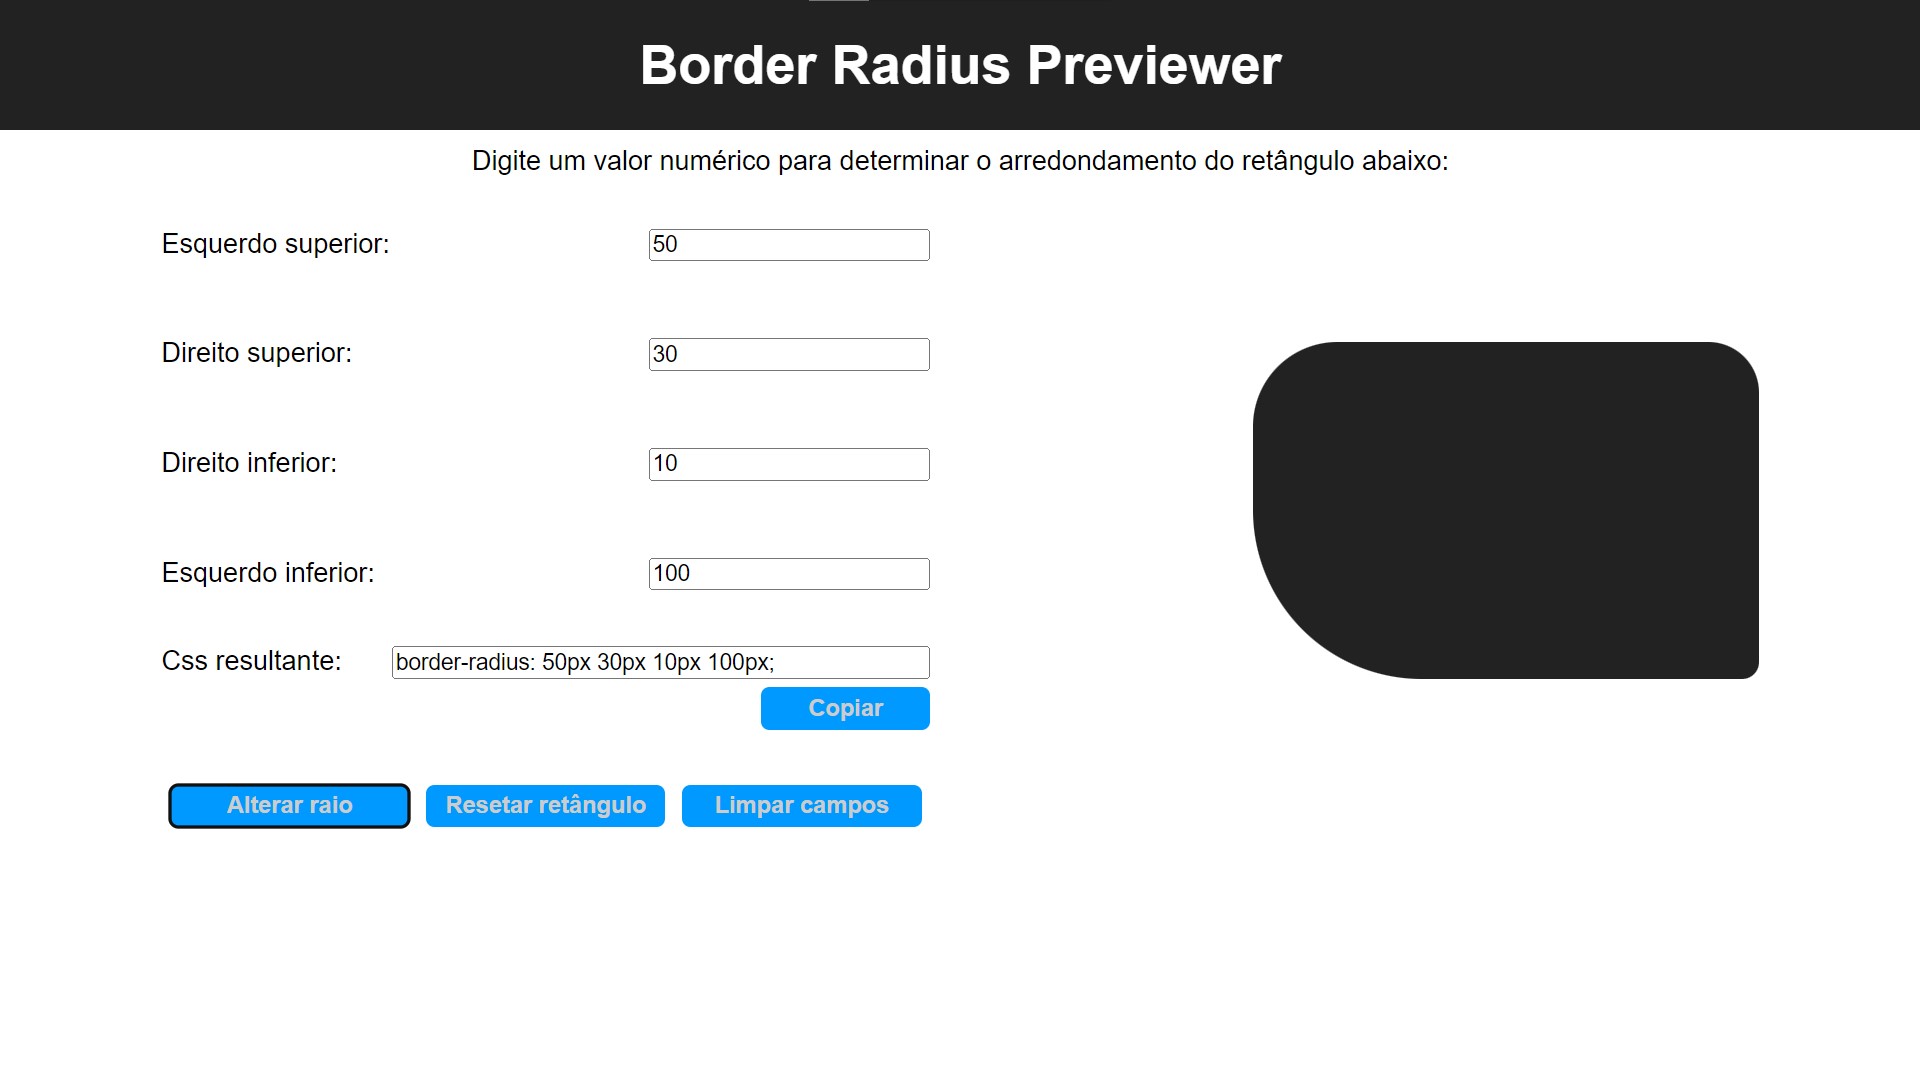 Border Radius Previewer
Digite um valor numérico para determinar o arredondamento do retângulo abaixo:
Esquerdo superior: 50
Direito superior: 30
Direito inferior: 10
Esquerdo inferior: 100
Css resultante: border-radius: 50px 30px 10px 100px;
Copiar
Alterar raio Resetar retângulo Limpar campos